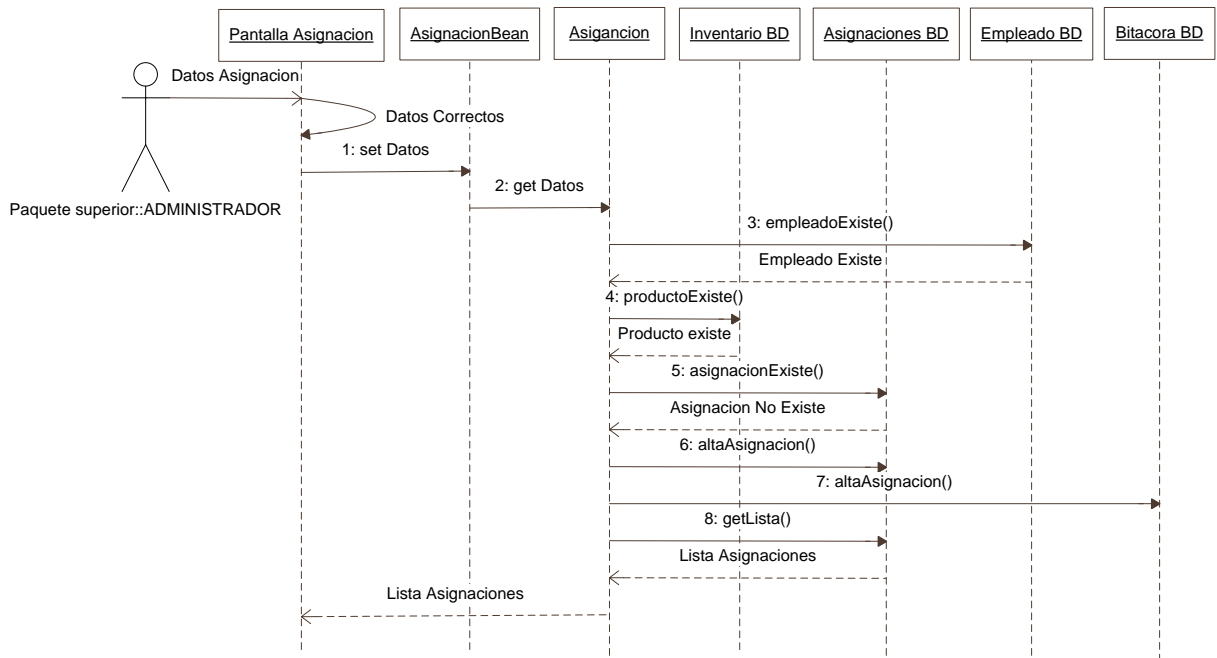 Pantalla Asignacion
AsignacionBean
Asigancion
Inventario BD
Asignaciones BD
Empleado BD
Bitacora BD
Datos Asignacion
Datos Correctos
1: set Datos
2: get Datos
Paquete superior::ADMINISTRADOR
3: empleadoExiste()
Empleado Existe
4: productoExiste()
Producto existe
5: asignacionExiste()
Asignacion No Existe
6: altaAsignacion()
7: altaAsignacion()
8: getLista()
Lista Asignaciones
Lista Asignaciones